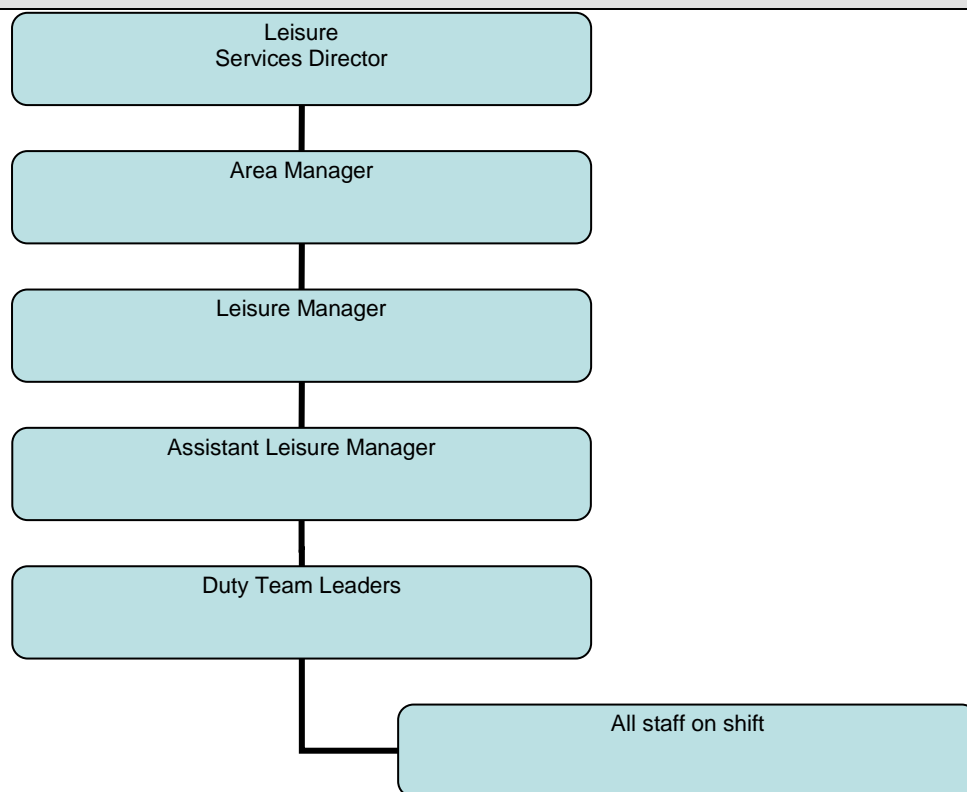 Leisure
Services Director
Area Manager
Leisure Manager
Assistant Leisure Manager
Duty Team Leaders
All staff on shift